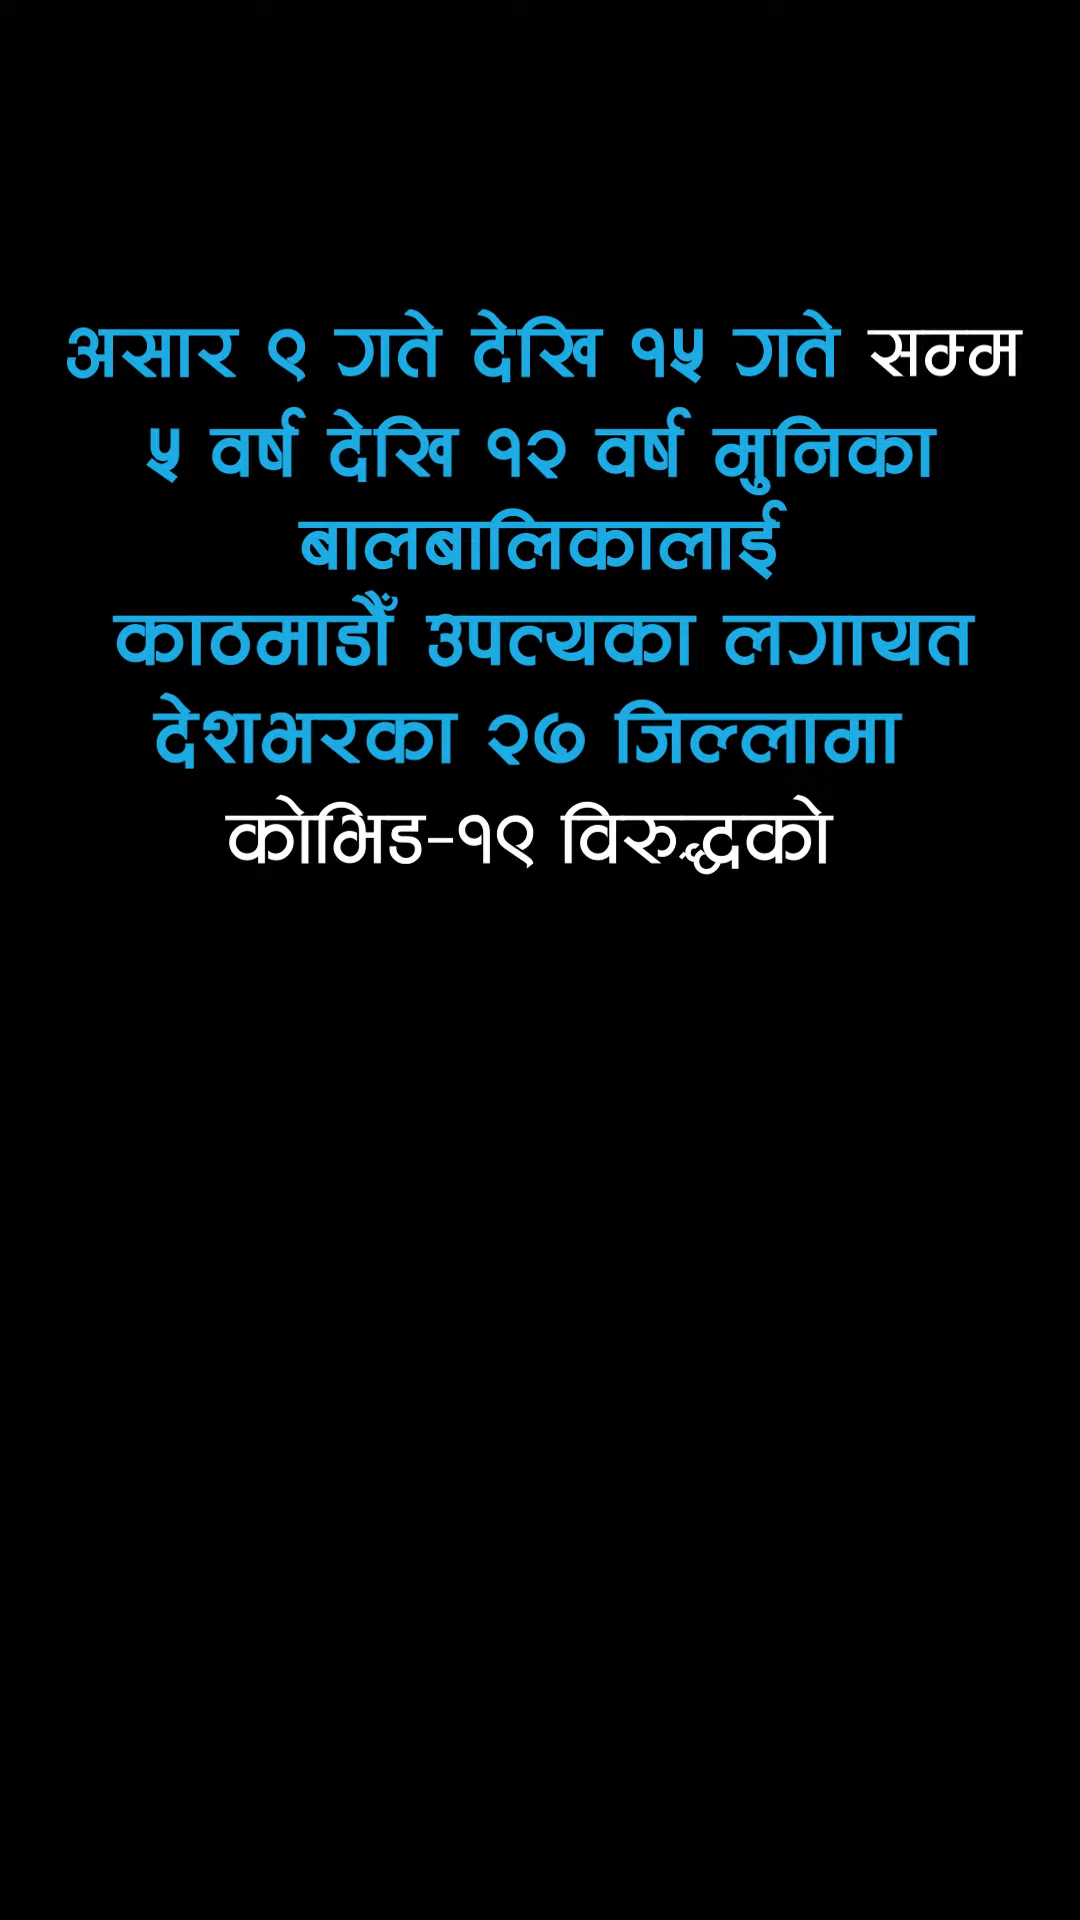 असार ९ गते देखि १५ गते सम्म
५ वर्ष देखि १२ वर्ष मुनिका
बालबालिकालाई
काठमाडौँ उपत्यका लगायत
देशभरका २७ जिल्लामा
कोभिड-१९ विरुद्धको